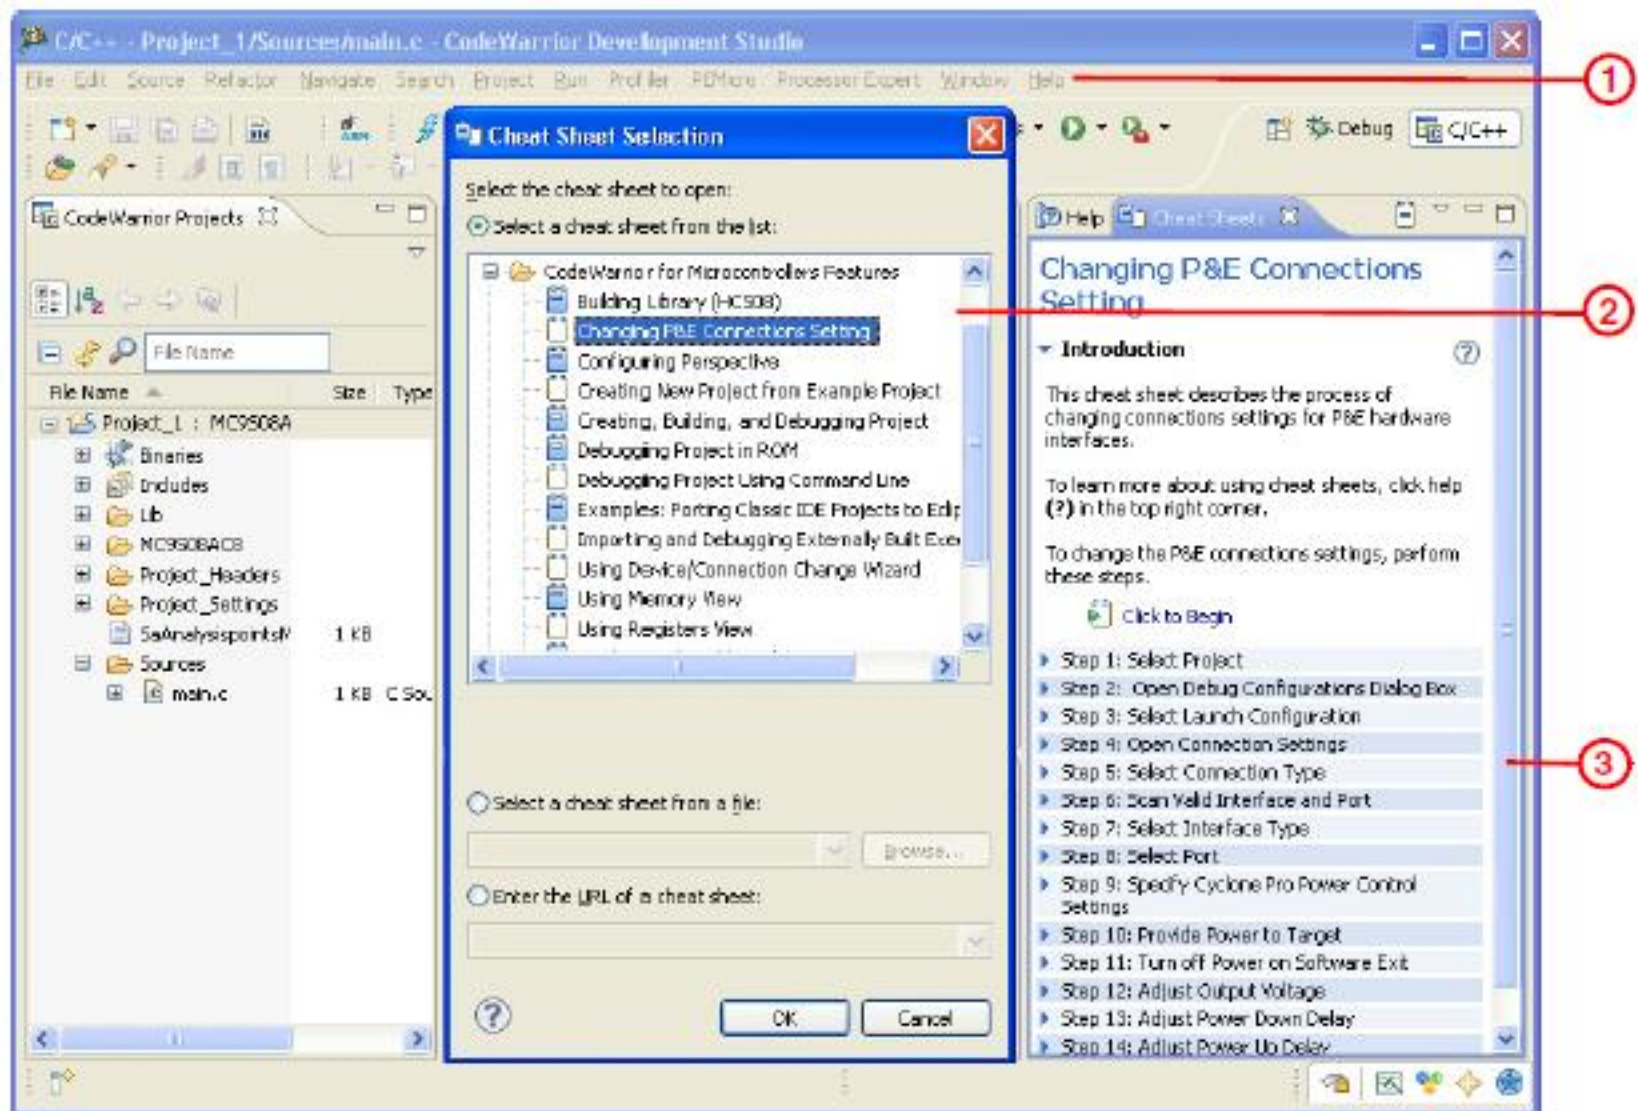 C/C++ - Project_1/Sources/main.c - CodeWarrior Development Studio
File Edit Source Refactor Navigate Search Project Run Profiler PEMicro Processor Expert Window Help
1
Debug
C/C++
CodeWarrior Projects
File Name
File Name Size Type
Project_1 : MC9S08A
Binaries
Includes
Lib
MC9S08AC8
Project_Headers
Project_Settings
SaAnalysispointsM 1 KB
Sources
main.c 1 KB C Sou
Cheat Sheet Selection
Select the cheat sheet to open:
Select a cheat sheet from the list:
CodeWarrior for Microcontrollers Features
Building Library (HCS08)
Changing P&E Connections Setting
Configuring Perspective
Creating New Project from Example Project
Creating, Building, and Debugging Project
Debugging Project in ROM
Debugging Project Using Command Line
Examples: Porting Classic IDE Projects to Eclip
Importing and Debugging Externally Built Exec
Using Device/Connection Change Wizard
Using Memory View
Using Registers View
Select a cheat sheet from a file:
Browse...
Enter the URL of a cheat sheet:
OK
Cancel
Help
Cheat Sheets
Changing P&E Connections
Setting
2
Introduction
This cheat sheet describes the process of
changing connections settings for P&E hardware
interfaces.
To learn more about using cheat sheets, click help
(?) in the top right corner.
To change the P&E connections settings, perform
these steps.
Click to Begin
Step 1: Select Project
Step 2: Open Debug Configurations Dialog Box
Step 3: Select Launch Configuration
Step 4: Open Connection Settings
Step 5: Select Connection Type
3
Step 6: Scan Valid Interface and Port
Step 7: Select Interface Type
Step 8: Select Port
Step 9: Specify Cyclone Pro Power Control
Settings
Step 10: Provide Power to Target
Step 11: Turn off Power on Software Exit
Step 12: Adjust Output Voltage
Step 13: Adjust Power Down Delay
Step 14: Adjust Power Up Delay